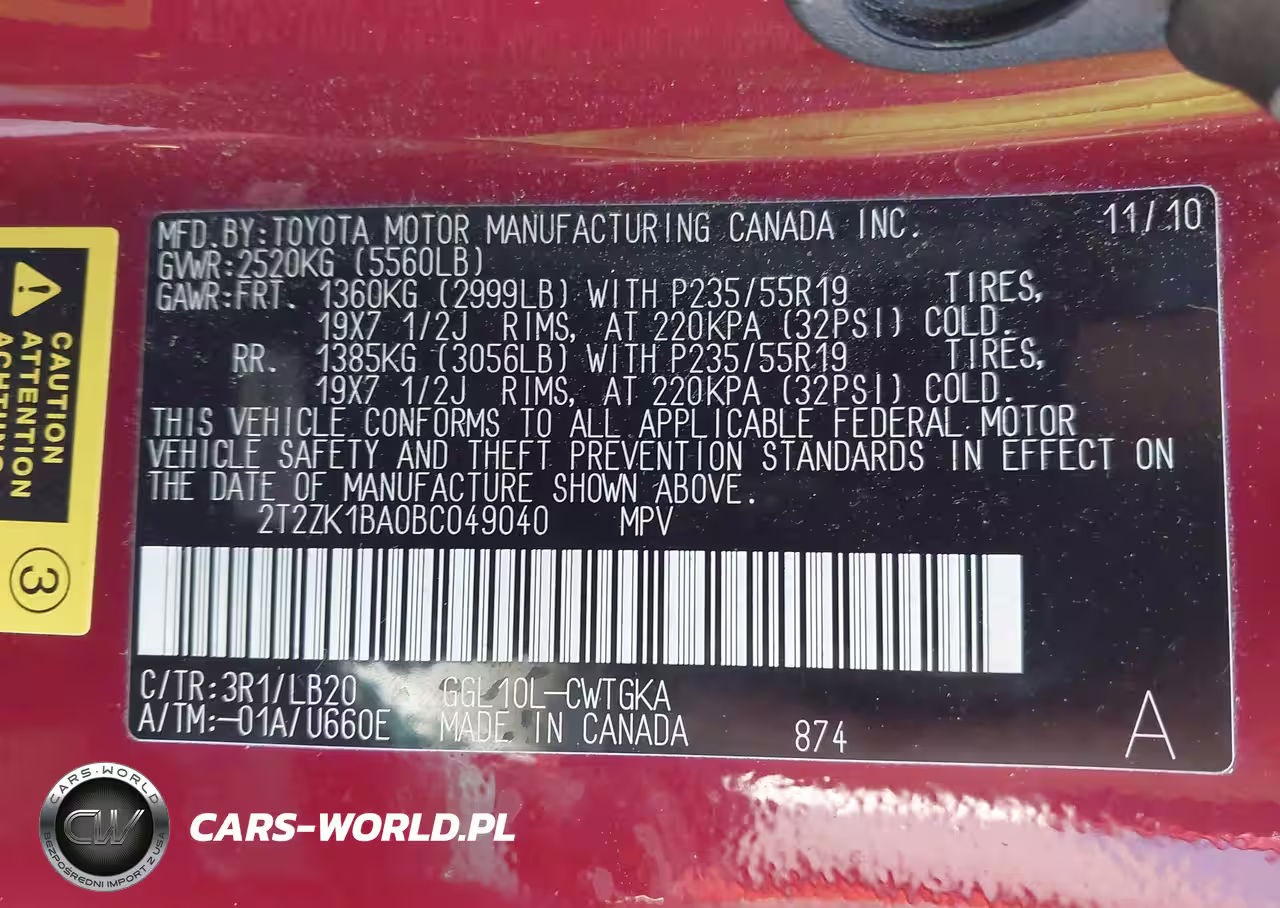 MFD.BY:TOYOTA MOTOR MANUFACTURING CANADA INC. 11/10
GVWR:2520KG (5560LB)
GAWR:FRT. 1360KG (2999LB) WITH P235/55R19 TIRES,
19X7 1/2J RIMS, AT 220KPA (32PSI) COLD.
RR. 1385KG (3056LB) WITH P235/55R19 TIRES,
19X7 1/2J RIMS, AT 220KPA (32PSI) COLD.
THIS VEHICLE CONFORMS TO ALL APPLICABLE FEDERAL MOTOR
VEHICLE SAFETY AND THEFT PREVENTION STANDARDS IN EFFECT ON
THE DATE OF MANUFACTURE SHOWN ABOVE.
2T2ZK1BA0BC049040 MPV
C/TR:3R1/LB20 GGL10L-CWTGKA
A/TM:-01A/U660E MADE IN CANADA 874 A
CAUTION
ATTENTION
ACHTUNG
3
CARS-WORLD
CW
BEZPOŚREDNI IMPORT Z USA
CARS-WORLD.PL